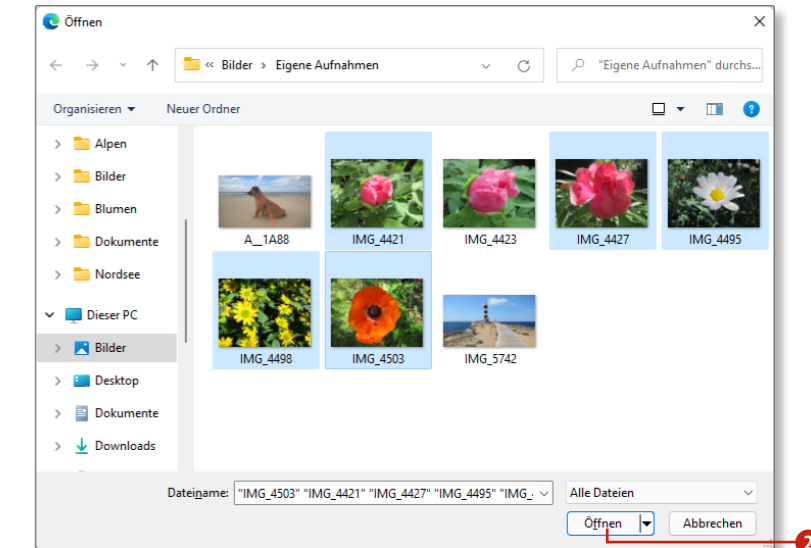 Öffnen
« Bilder > Eigene Aufnahmen
"Eigene Aufnahmen" durchs...
Organisieren
Neuer Ordner
Alpen
Bilder
Blumen
Dokumente
Nordsee
Dieser PC
Bilder
Desktop
Dokumente
Downloads
A__1A88
IMG_4421
IMG_4423
IMG_4427
IMG_4495
IMG_4498
IMG_4503
IMG_5742
Dateiname:
"IMG_4503" "IMG_4421" "IMG_4427" "IMG_4495" "IMG_
Alle Dateien
Öffnen
Abbrechen